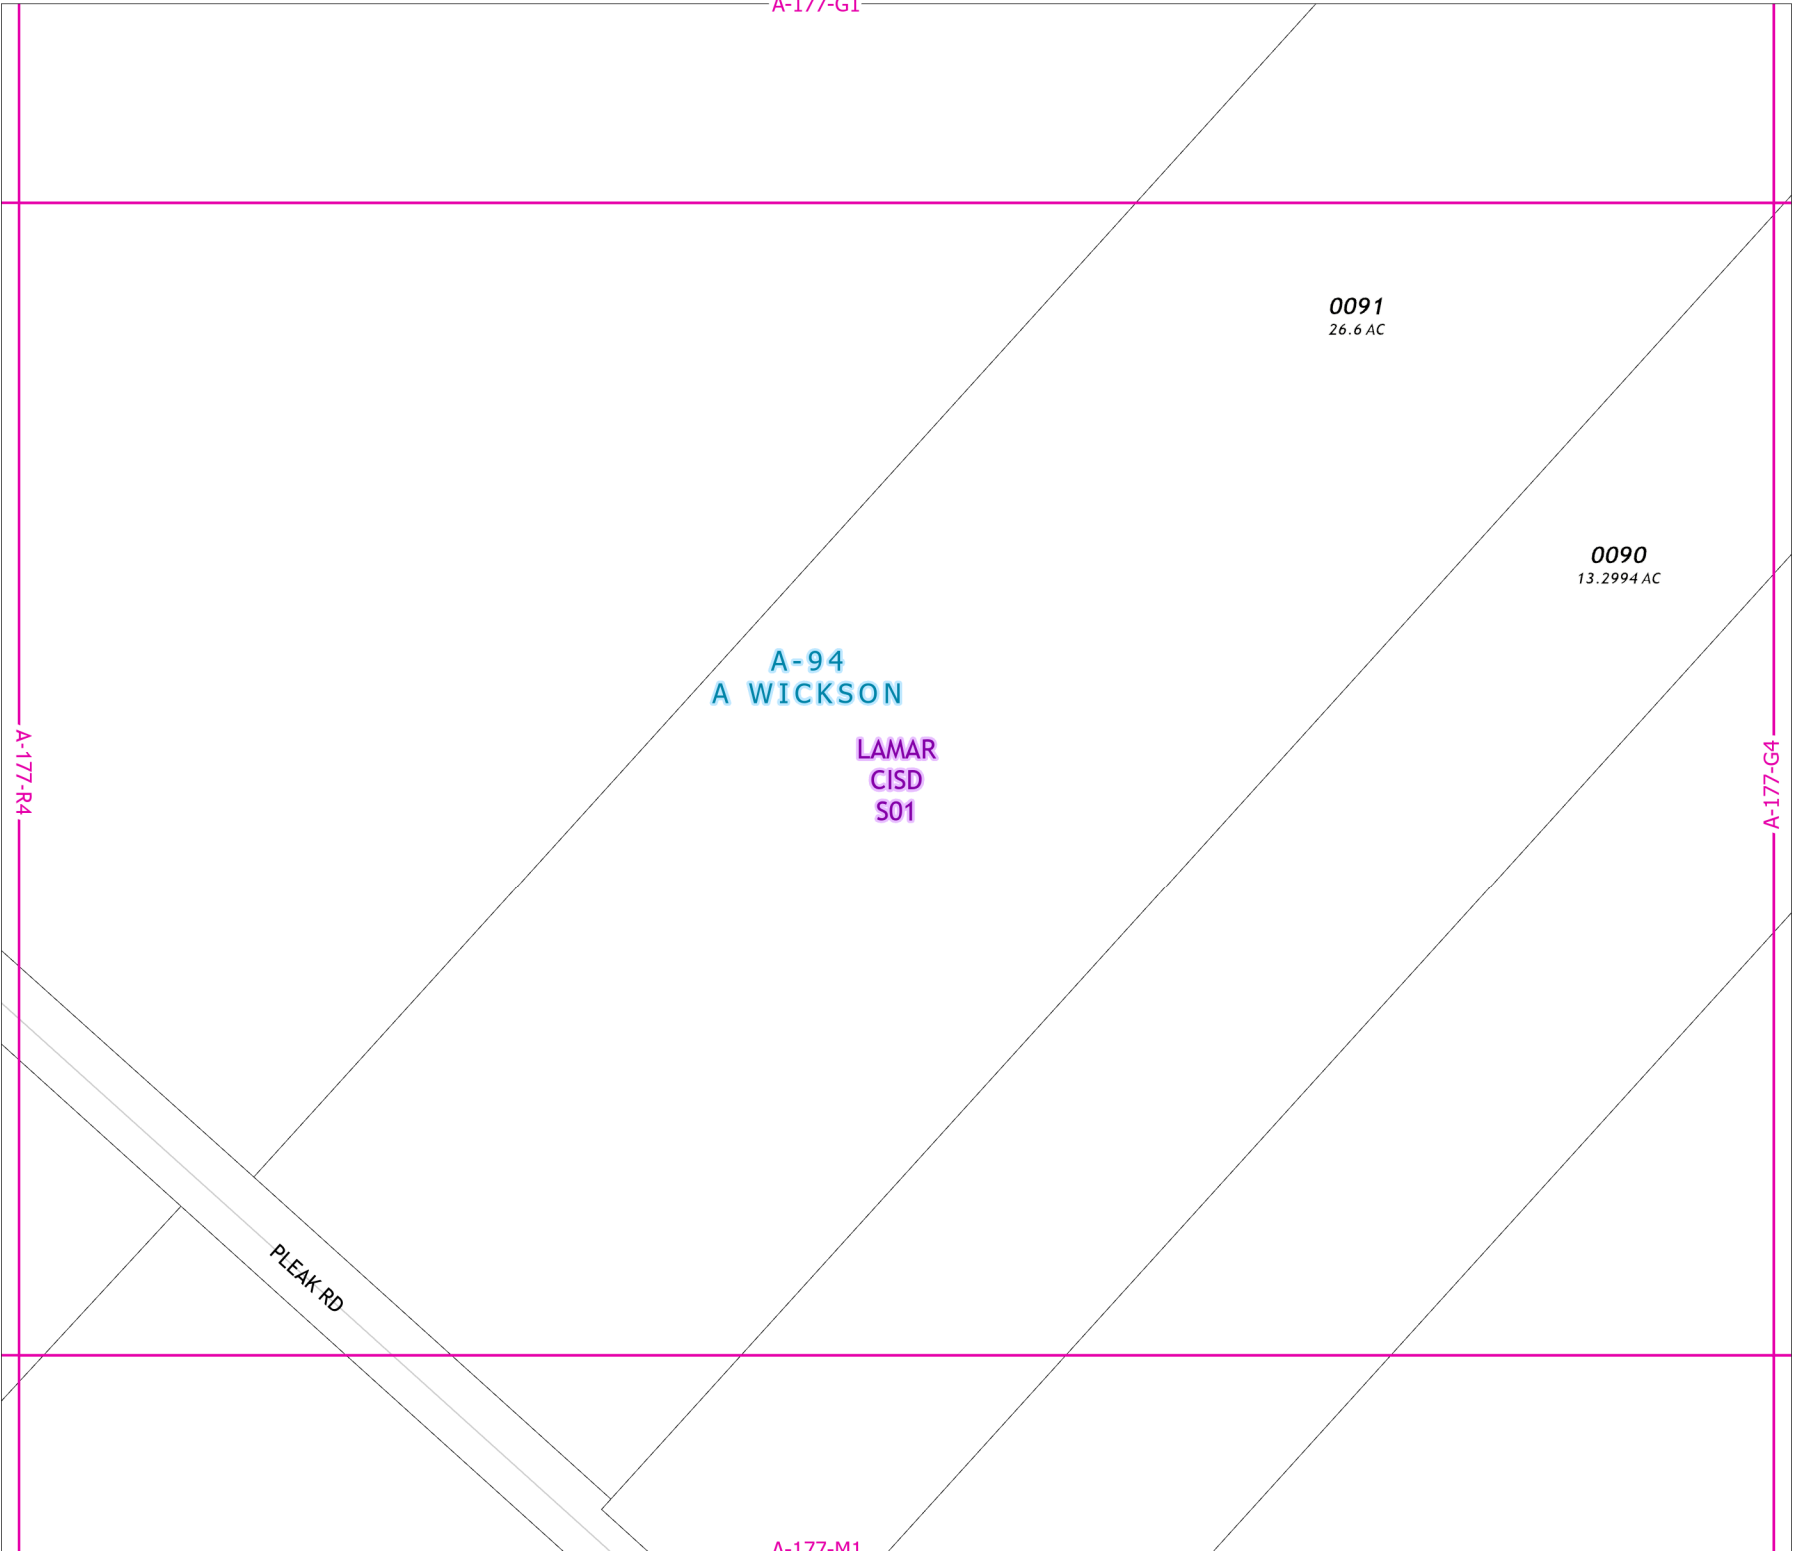 A-177-G1
0091
26.6 AC
0090
13.2994 AC
A-94
A WICKSON
LAMAR
CISD
S01
A-177-R4
A-177-G4
PLEAK RD
A-177-M1